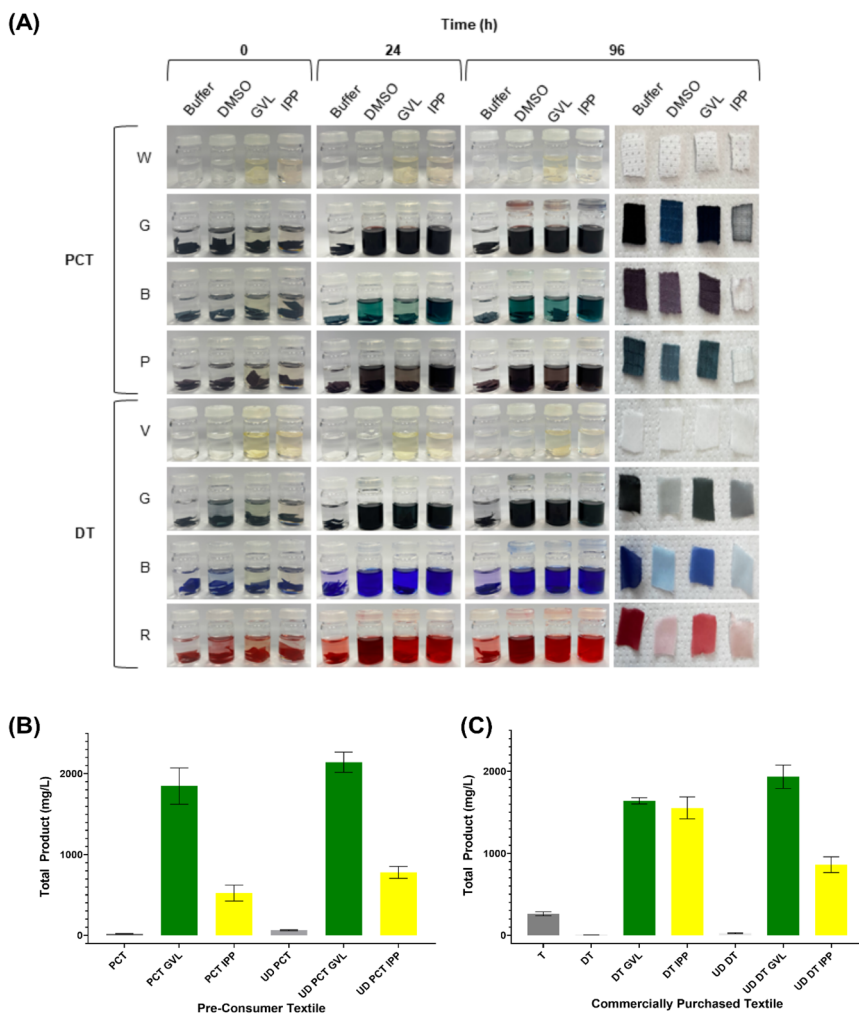 (A)
Time (h)
0 24 96
Buffer DMSO GVL IPP Buffer DMSO GVL IPP Buffer DMSO GVL IPP Buffer DMSO GVL IPP
W
G
PCT
B
P
V
G
DT
B
R
(B)
Total Product (mg/L)
2000
1000
0
PCT PCT GVL PCT IPP UD PCT UD PCT GVL UD PCT IPP
Pre-Consumer Textile
(C)
Total Product (mg/L)
2000
1000
0
T DT DT GVL DT IPP UD DT UD DT GVL UD DT IPP
Commercially Purchased Textile